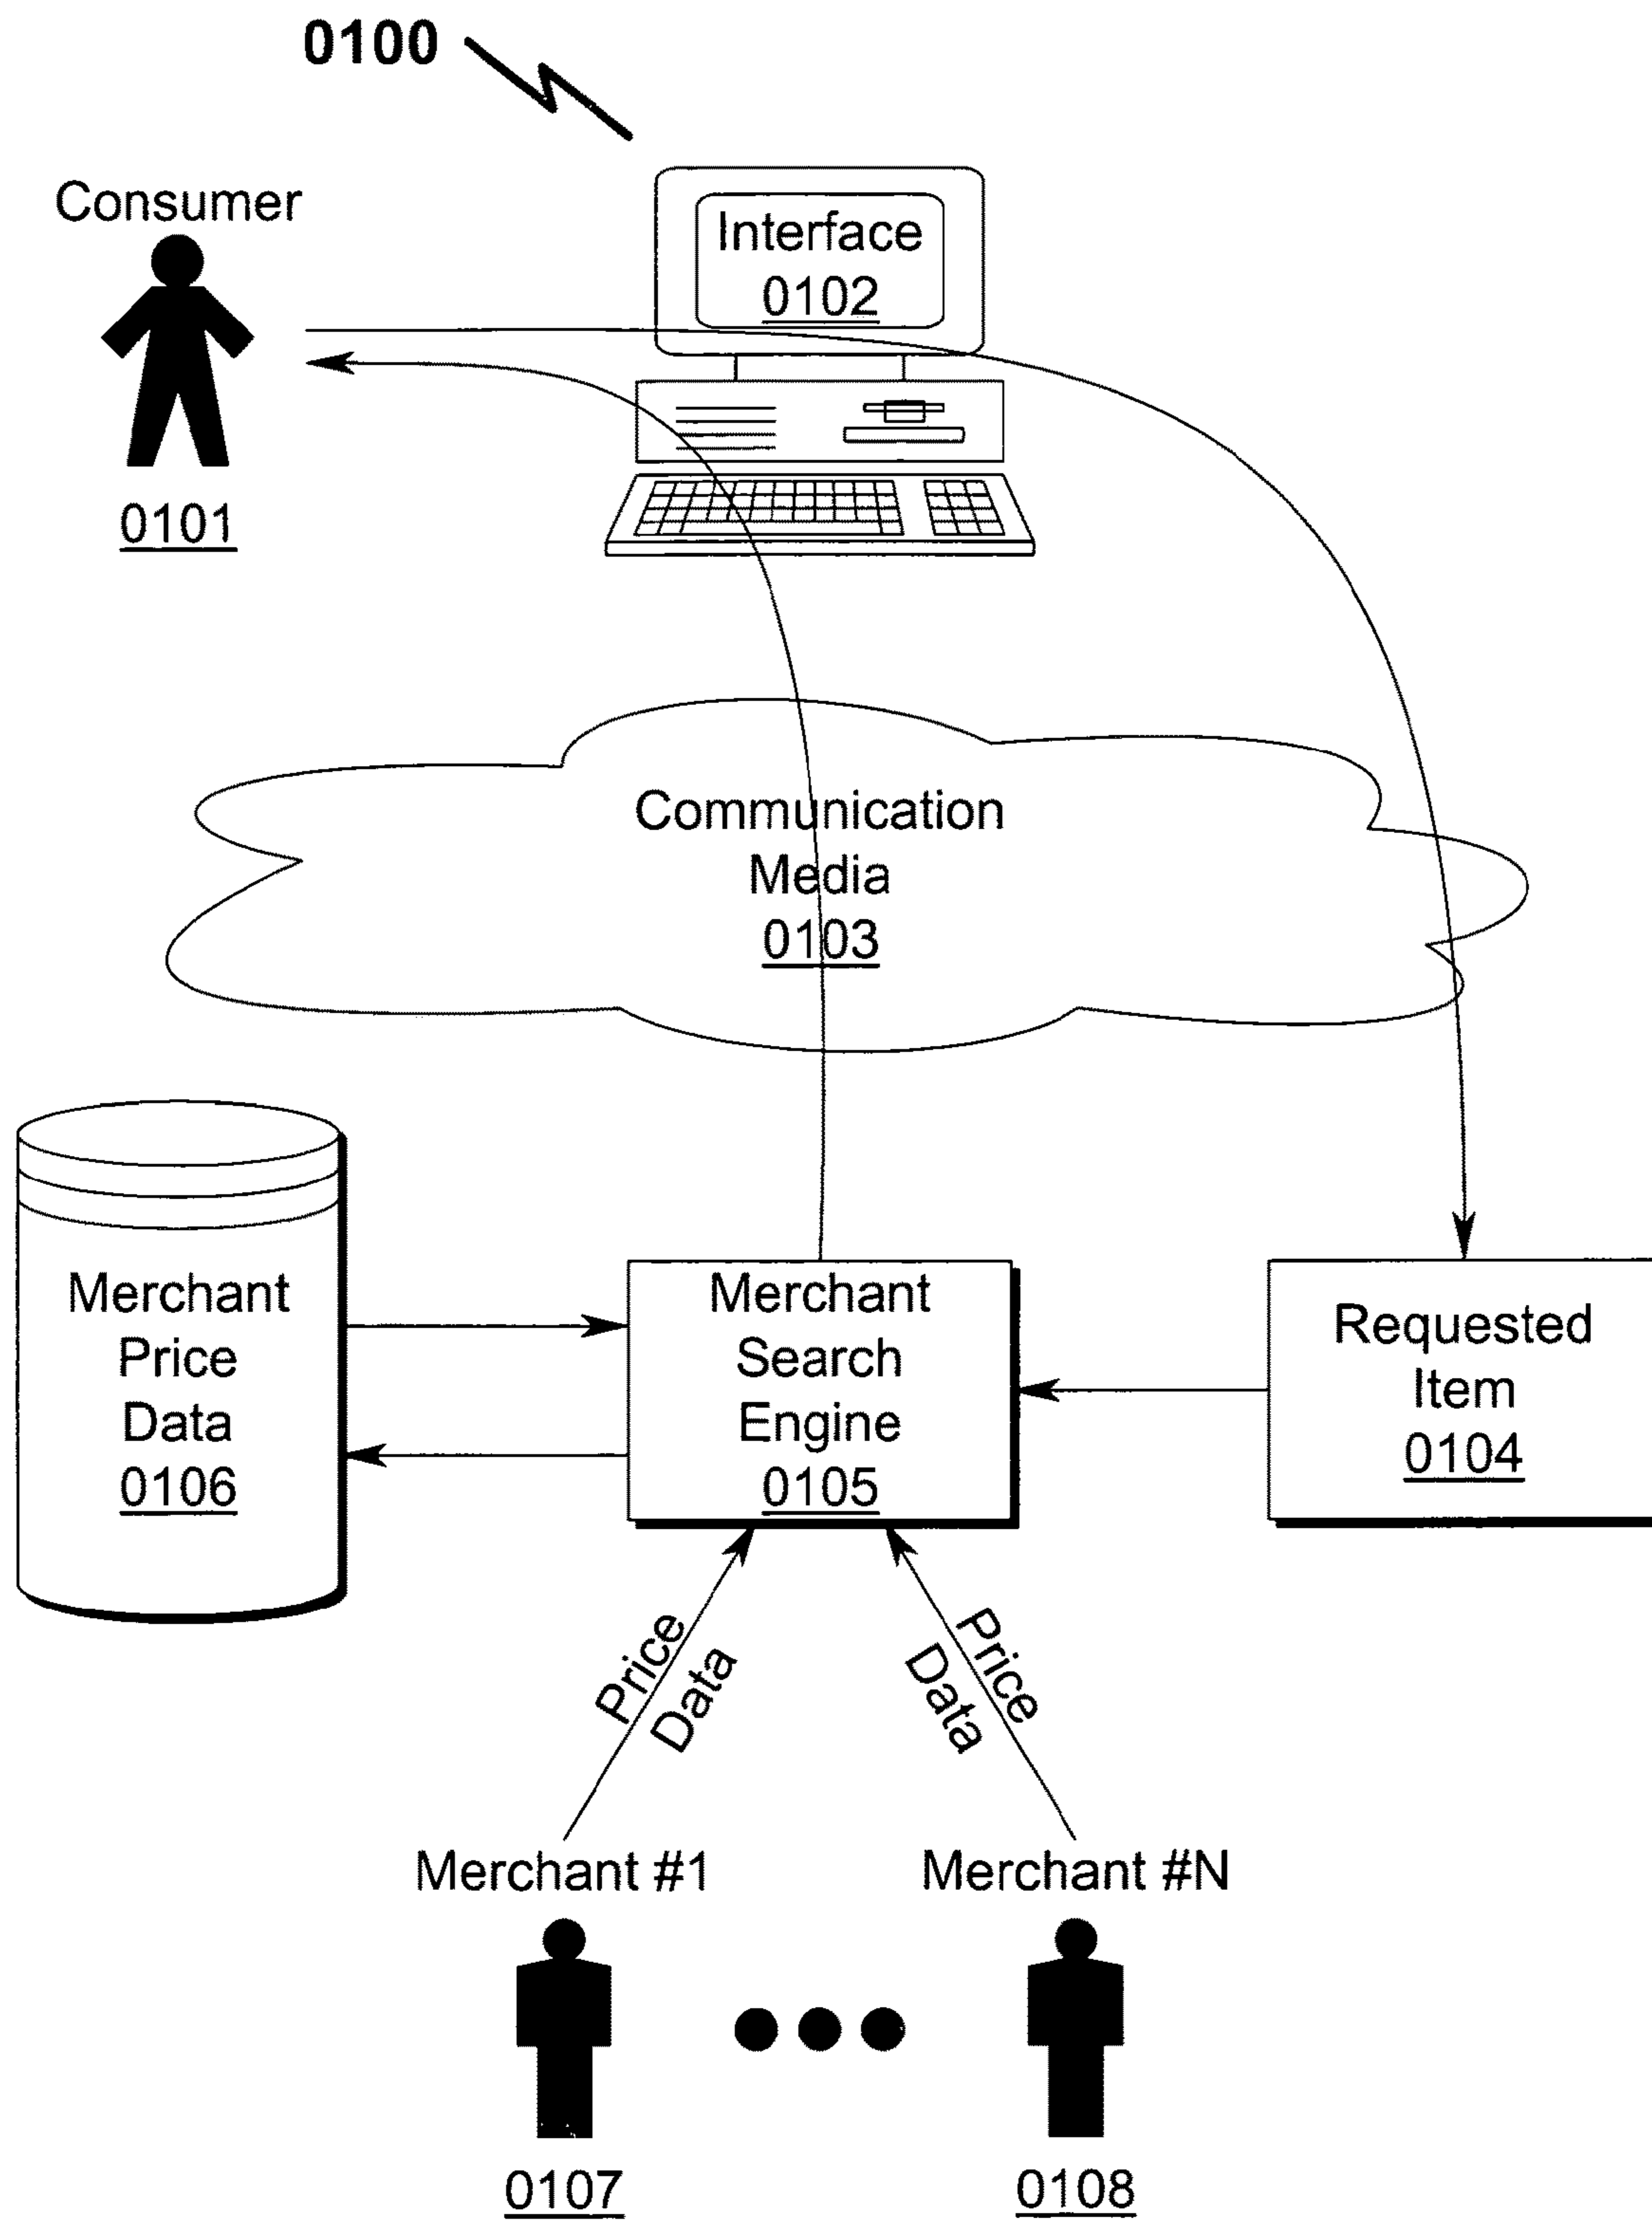 0100
Consumer
0101
Interface
0102
Communication
Media
0103
Merchant
Price
Data
0106
Merchant
Search
Engine
0105
Requested
Item
0104
Price
Data
Price
Data
Merchant #1
Merchant #N
0107
0108